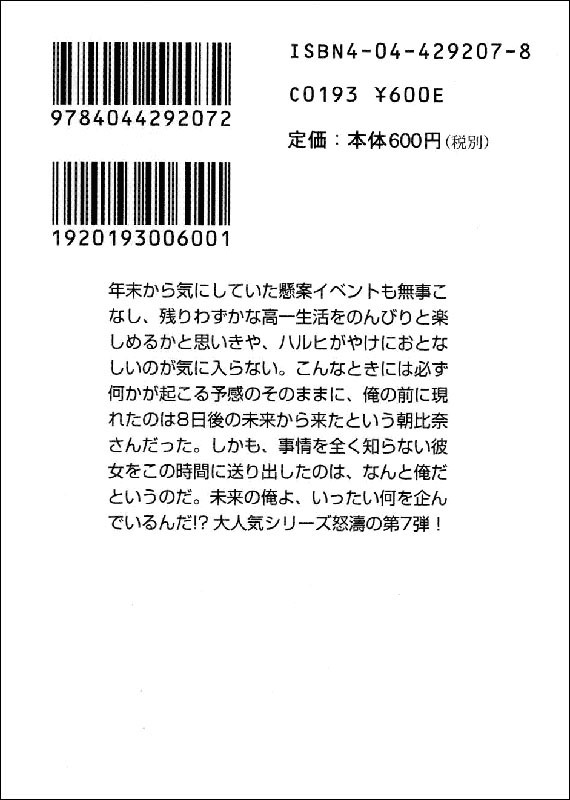 ISBN4-04-429207-8
C0193 ¥600E
定価：本体600円（税別）
9784044292072
1920193006001
年末から気にしていた懸案イベントも無事こ
なし、残りわずかな高一生活をのんびりと楽
しめるかと思いきや、ハルヒがやけにおとな
しいのが気に入らない。こんなときには必ず
何かが起こる予感のそのままに、俺の前に現
れたのは8日後の未来から来たという朝比奈
さんだった。しかも、事情を全く知らない彼
女をこの時間に送り出したのは、なんと俺だ
というのだ。未来の俺よ、いったい何を企ん
でいるんだ!? 大人気シリーズ怒濤の第7弾！